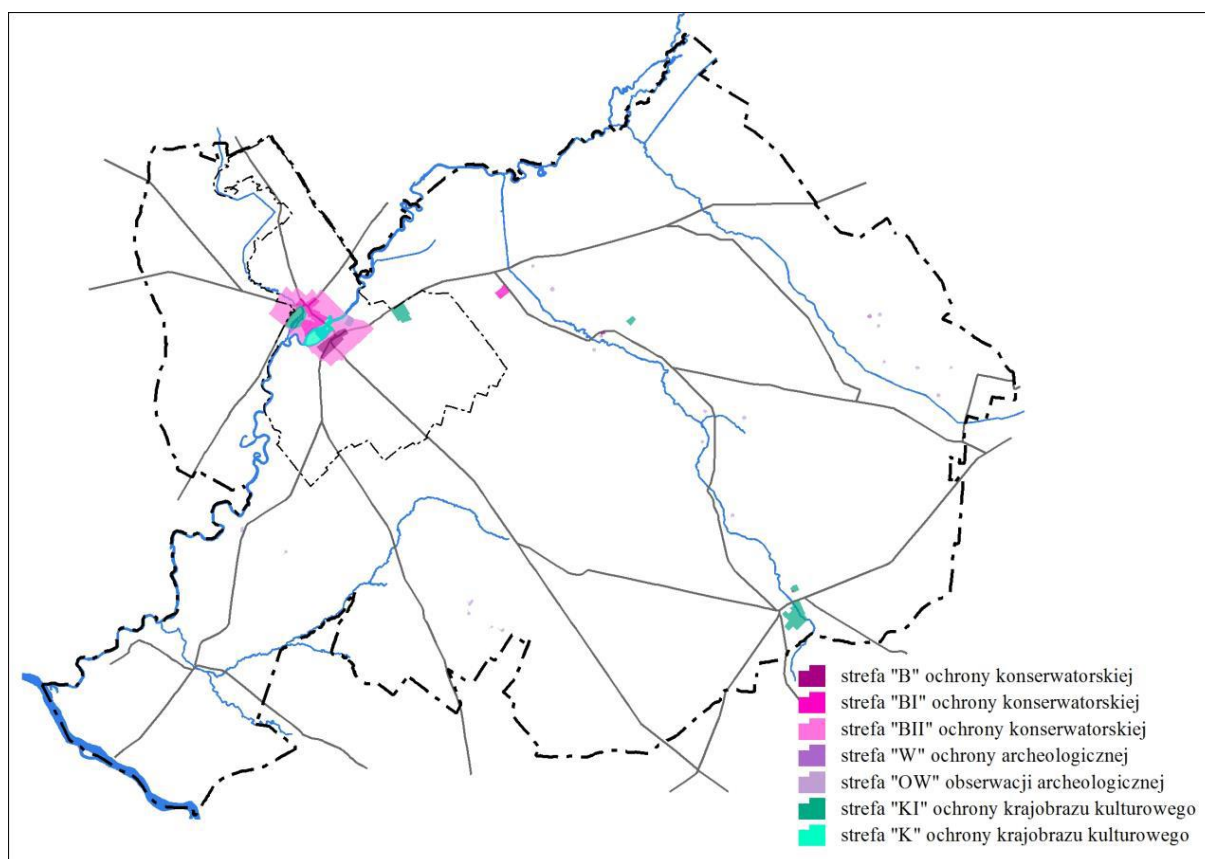 strefa "B" ochrony konserwatorskiej
strefa "BI" ochrony konserwatorskiej
strefa "BII" ochrony konserwatorskiej
strefa "W" ochrony archeologicznej
strefa "OW" obserwacji archeologicznej
strefa "KI" ochrony krajobrazu kulturowego
strefa "K" ochrony krajobrazu kulturowego